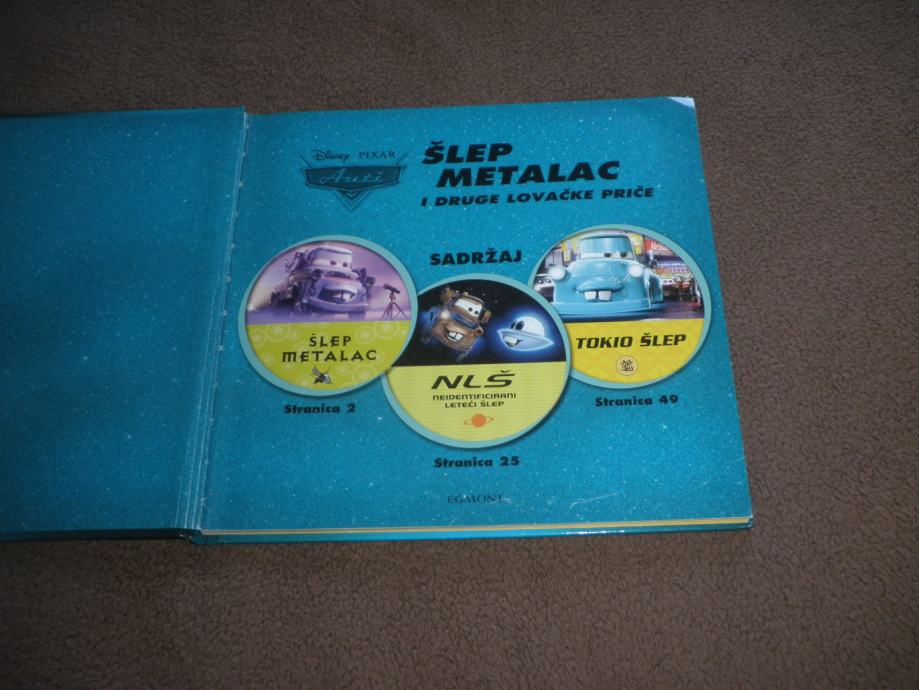 Disney PIXAR
Auti
ŠLEP
METALAC
I DRUGE LOVAČKE PRIČE
SADRŽAJ
ŠLEP
METALAC
Stranica 2
NLŠ
NEIDENTIFICIRANI
LETEĆI ŠLEP
Stranica 25
TOKIO ŠLEP
Stranica 49
EGMONT